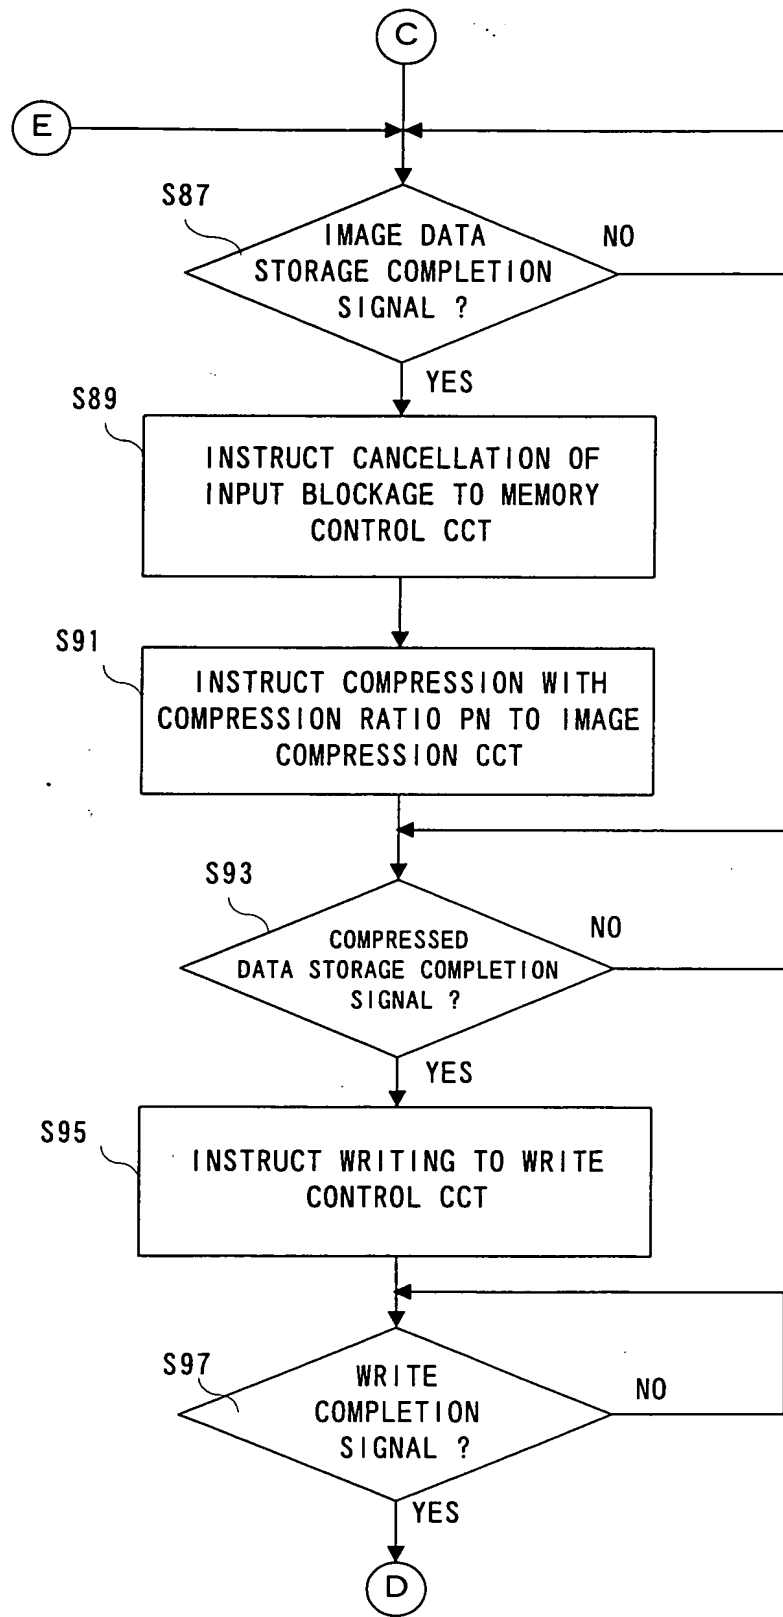 C
E
S87
IMAGE DATA
STORAGE COMPLETION
SIGNAL ?
NO
YES
S89
INSTRUCT CANCELLATION OF
INPUT BLOCKAGE TO MEMORY
CONTROL CCT
S91
INSTRUCT COMPRESSION WITH
COMPRESSION RATIO PN TO IMAGE
COMPRESSION CCT
S93
COMPRESSED
DATA STORAGE COMPLETION
SIGNAL ?
NO
YES
S95
INSTRUCT WRITING TO WRITE
CONTROL CCT
S97
WRITE
COMPLETION
SIGNAL ?
NO
YES
D